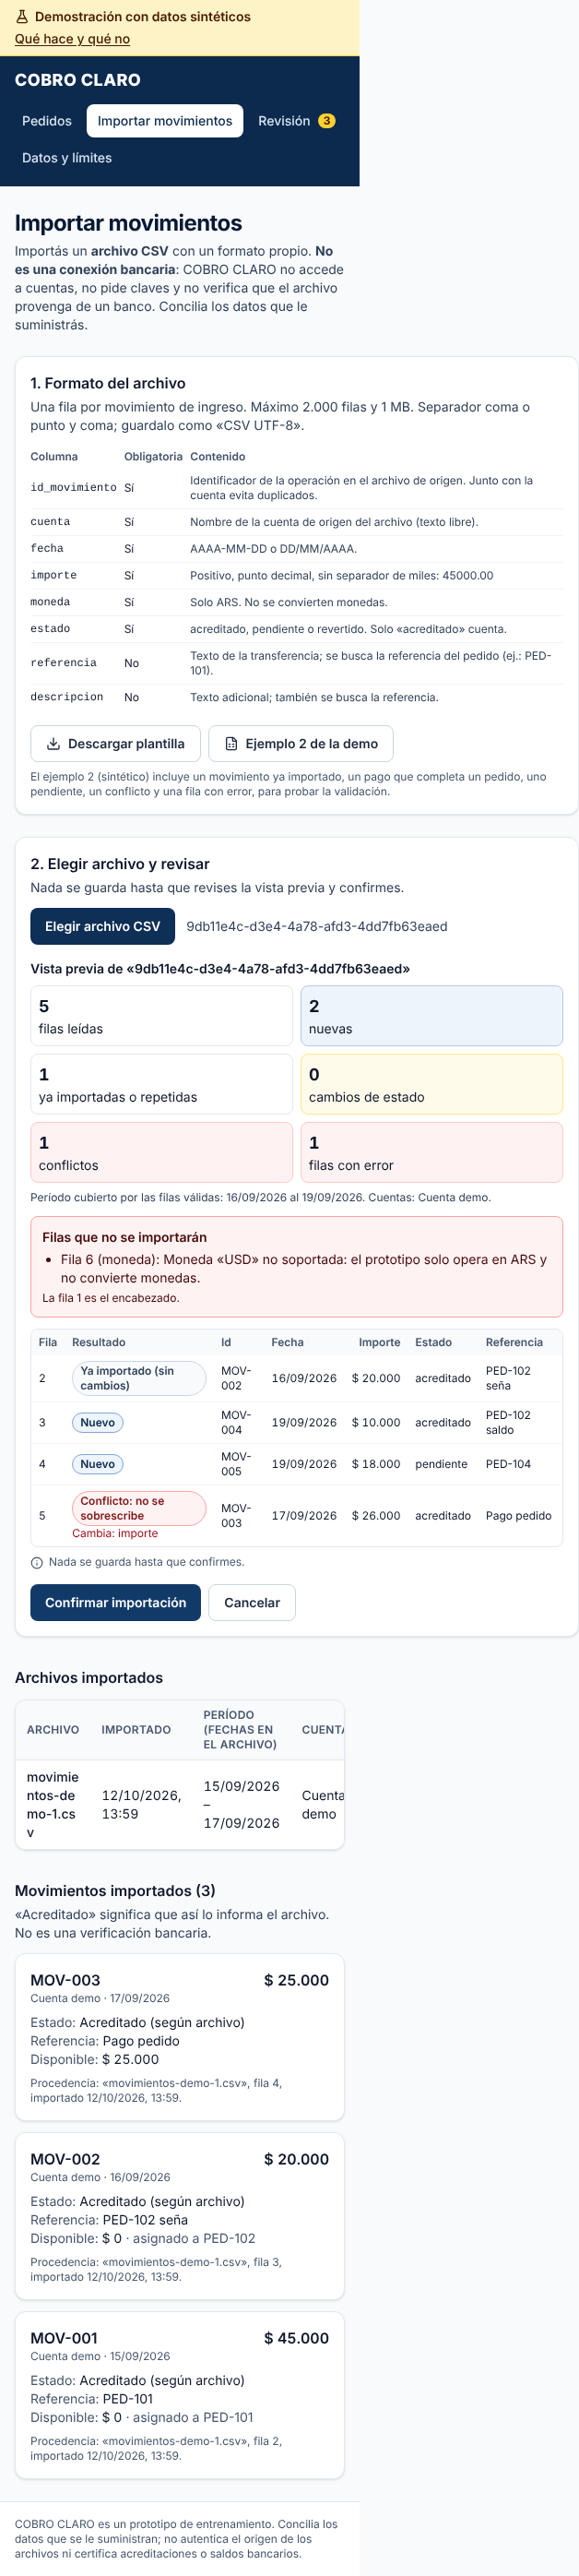 Demostración con datos sintéticos
Qué hace y qué no
COBRO CLARO
Pedidos
Importar movimientos
Revisión 3
Datos y límites
Importar movimientos
Importás un archivo CSV con un formato propio. No
es una conexión bancaria: COBRO CLARO no accede
a cuentas, no pide claves y no verifica que el archivo
provenga de un banco. Concilia los datos que le
suministrás.
1. Formato del archivo
Una fila por movimiento de ingreso. Máximo 2.000 filas y 1 MB. Separador coma o
punto y coma; guardalo como «CSV UTF-8».
Columna Obligatoria Contenido
id_movimiento Sí Identificador de la operación en el archivo de origen. Junto con la
cuenta evita duplicados.
cuenta Sí Nombre de la cuenta de origen del archivo (texto libre).
fecha Sí AAAA-MM-DD o DD/MM/AAAA.
importe Sí Positivo, punto decimal, sin separador de miles: 45000.00
moneda Sí Solo ARS. No se convierten monedas.
estado Sí acreditado, pendiente o revertido. Solo «acreditado» cuenta.
referencia No Texto de la transferencia; se busca la referencia del pedido (ej.: PED-
101).
descripcion No Texto adicional; también se busca la referencia.
Descargar plantilla
Ejemplo 2 de la demo
El ejemplo 2 (sintético) incluye un movimiento ya importado, un pago que completa un pedido, uno
pendiente, un conflicto y una fila con error, para probar la validación.
2. Elegir archivo y revisar
Nada se guarda hasta que revises la vista previa y confirmes.
Elegir archivo CSV 9db11e4c-d3e4-4a78-afd3-4dd7fb63eaed
Vista previa de «9db11e4c-d3e4-4a78-afd3-4dd7fb63eaed»
5
filas leídas
2
nuevas
1
ya importadas o repetidas
0
cambios de estado
1
conflictos
1
filas con error
Período cubierto por las filas válidas: 16/09/2026 al 19/09/2026. Cuentas: Cuenta demo.
Filas que no se importarán
• Fila 6 (moneda): Moneda «USD» no soportada: el prototipo solo opera en ARS y
no convierte monedas.
La fila 1 es el encabezado.
Fila Resultado Id Fecha Importe Estado Referencia
2 Ya importado (sin cambios) MOV-002 16/09/2026 $ 20.000 acreditado PED-102 seña
3 Nuevo MOV-004 19/09/2026 $ 10.000 acreditado PED-102 saldo
4 Nuevo MOV-005 19/09/2026 $ 18.000 pendiente PED-104
5 Conflicto: no se sobrescribe MOV-003 17/09/2026 $ 26.000 acreditado Pago pedido
Cambia: importe
Nada se guarda hasta que confirmes.
Confirmar importación
Cancelar
Archivos importados
ARCHIVO IMPORTADO PERÍODO (FECHAS EN EL ARCHIVO) CUENTA
movimientos-demo-1.csv 12/10/2026, 13:59 15/09/2026 – 17/09/2026 Cuenta demo
Movimientos importados (3)
«Acreditado» significa que así lo informa el archivo.
No es una verificación bancaria.
MOV-003 $ 25.000
Cuenta demo · 17/09/2026
Estado: Acreditado (según archivo)
Referencia: Pago pedido
Disponible: $ 25.000
Procedencia: «movimientos-demo-1.csv», fila 4,
importado 12/10/2026, 13:59.
MOV-002 $ 20.000
Cuenta demo · 16/09/2026
Estado: Acreditado (según archivo)
Referencia: PED-102 seña
Disponible: $ 0 · asignado a PED-102
Procedencia: «movimientos-demo-1.csv», fila 3,
importado 12/10/2026, 13:59.
MOV-001 $ 45.000
Cuenta demo · 15/09/2026
Estado: Acreditado (según archivo)
Referencia: PED-101
Disponible: $ 0 · asignado a PED-101
Procedencia: «movimientos-demo-1.csv», fila 2,
importado 12/10/2026, 13:59.
COBRO CLARO es un prototipo de entrenamiento. Concilia los
datos que se le suministran; no autentica el origen de los
archivos ni certifica acreditaciones o saldos bancarios.